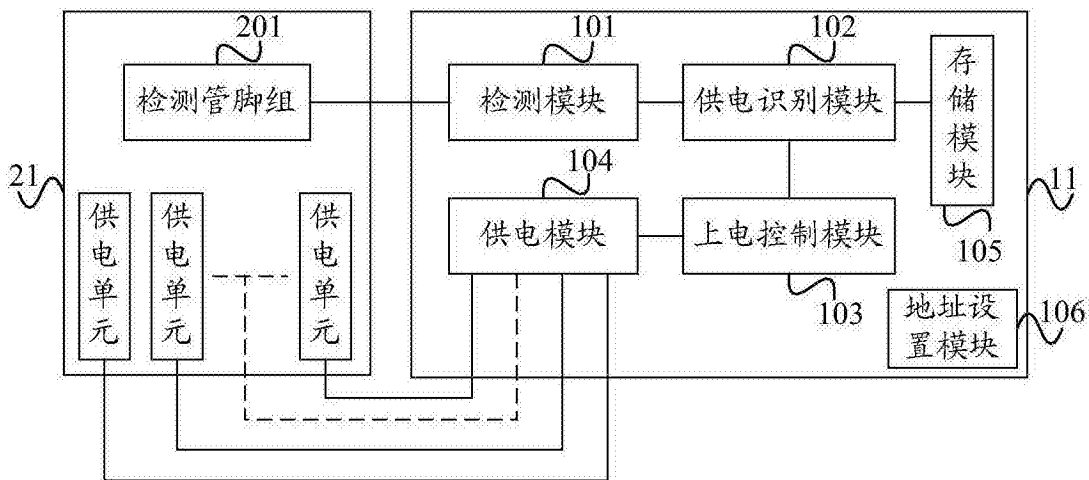 201
检测管脚组
21
供电单元
供电单元
供电单元
101
检测模块
102
供电识别模块
存储模块
104
供电模块
上电控制模块
103
105
11
地址设
置模块
106